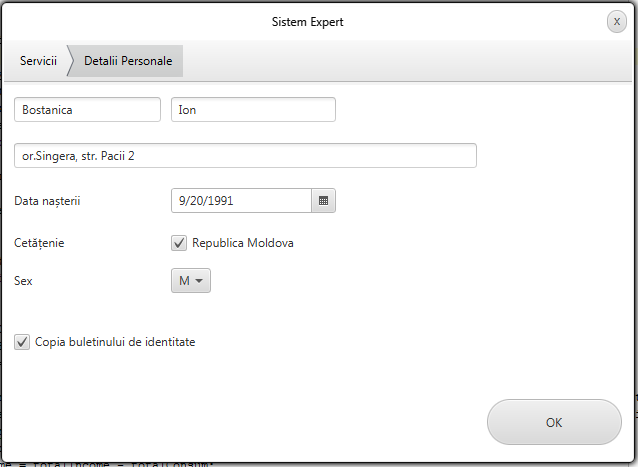 Sistem Expert
x
Servicii
Detalii Personale
Bostanica
Ion
or.Singera, str. Pacii 2
Data nașterii
9/20/1991
Cetățenie
Republica Moldova
Sex
M
Copia buletinului de identitate
OK